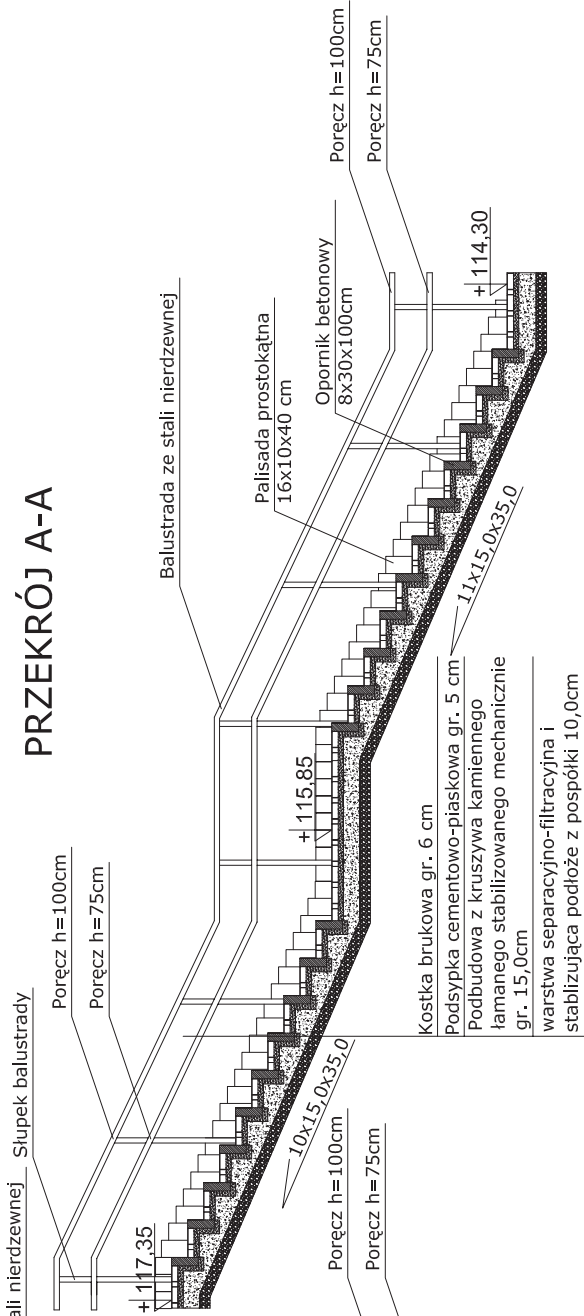 PRZEKRÓJ A-A
ali nierdzewnej
Słupek balustrady
Poręcz h=100cm
Poręcz h=75cm
Balustrada ze stali nierdzewnej
Palisada prostokątna
16x10x40 cm
Opornik betonowy
8x30x100cm
Poręcz h=100cm
Poręcz h=75cm
+117,35
+115,85
+114,30
10x15,0x35,0
11x15,0x35,0
Poręcz h=100cm
Poręcz h=75cm
Kostka brukowa gr. 6 cm
Podsypka cementowo-piaskowa gr. 5 cm
Podbudowa z kruszywa kamiennego
łamanego stabilizowanego mechanicznie
gr. 15,0cm
warstwa separacyjno-filtracyjna i
stablizująca podłoże z pospółki 10,0cm